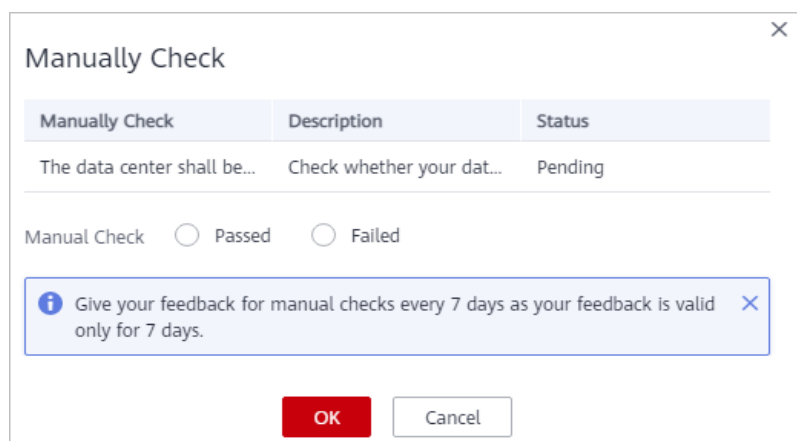 Manually Check
Manually Check Description Status
The data center shall be... Check whether your dat... Pending
Manual Check Passed Failed
Give your feedback for manual checks every 7 days as your feedback is valid
only for 7 days.
OK Cancel